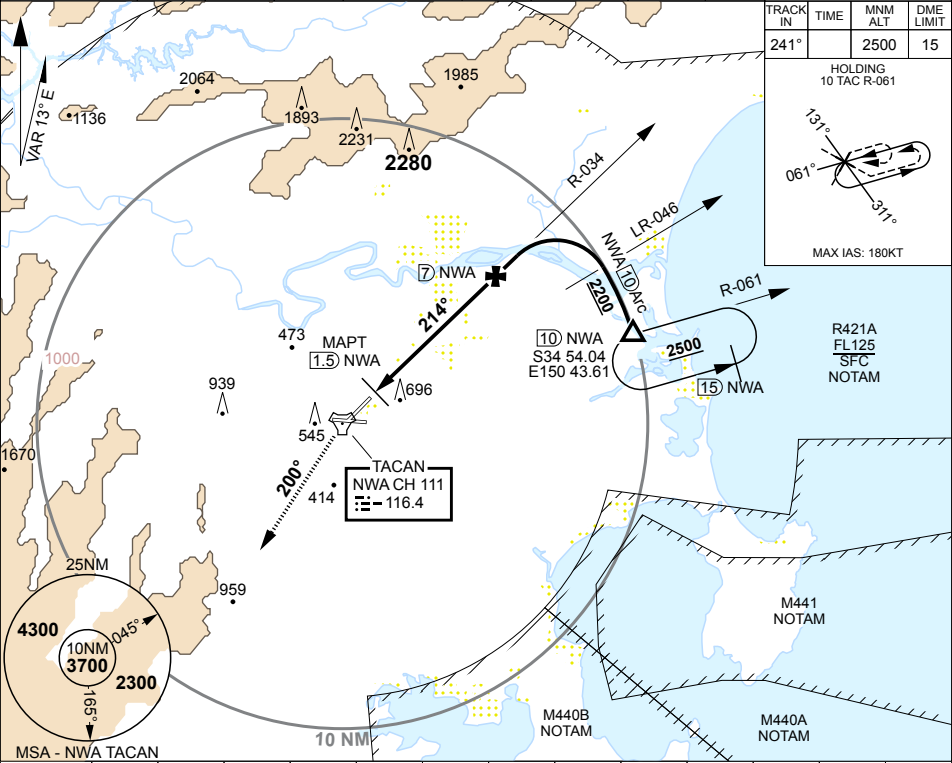 TRACK IN
TIME
MNM ALT
DME LIMIT
241°
2500
15
HOLDING
10 TAC R-061
131°
061°
311°
MAX IAS: 180KT
VAR 13° E
2064
1985
1136
1893
2231
2280
R-034
LR-046
7 NWA
NWA 10 Arc
2200
R-061
214°
10 NWA
S34 54.04
E150 43.61
2500
15 NWA
R421A
FL125
SFC
NOTAM
473
MAPT
1.5 NWA
1000
939
696
545
1670
200°
414
TACAN
NWA CH 111
116.4
959
25NM
4300
045°
10NM
3700
2300
165°
MSA - NWA TACAN
10 NM
M441
NOTAM
M440B
NOTAM
M440A
NOTAM